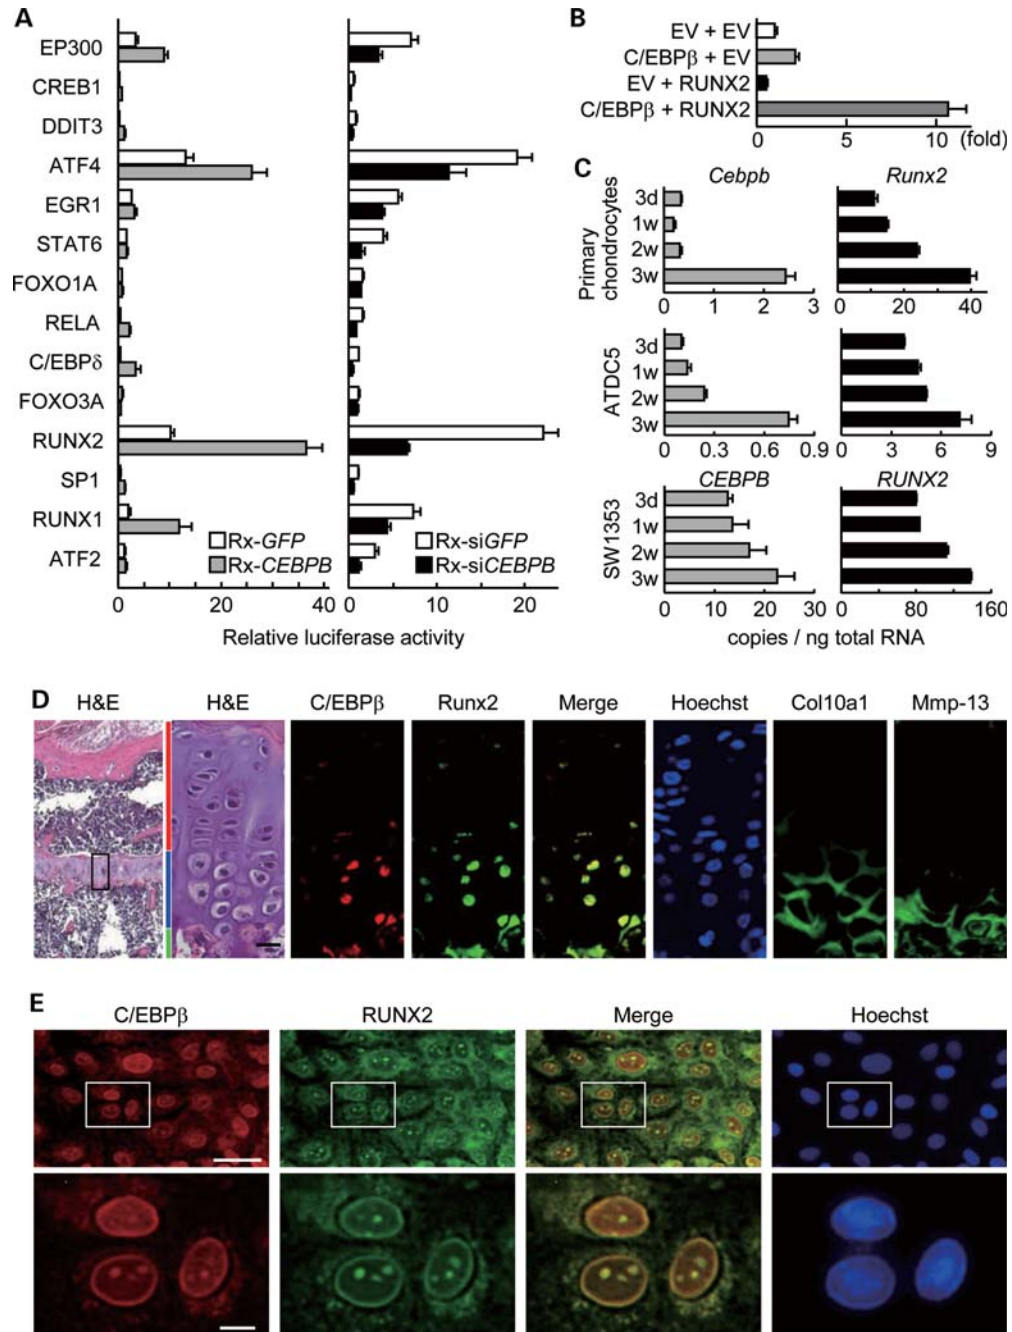 A
EP300
CREB1
DDIT3
ATF4
EGR1
STAT6
FOXO1A
RELA
C/EBPδ
FOXO3A
RUNX2
SP1
RUNX1
ATF2
Rx-GFP
Rx-CEBPB
Rx-siGFP
Rx-siCEBPB
0 20 40 0 10 20
Relative luciferase activity
B
EV + EV
C/EBPβ + EV
EV + RUNX2
C/EBPβ + RUNX2
0 5 10 (fold)
C
Cebpb Runx2
Primary chondrocytes
3d
1w
2w
3w
0 1 2 3 0 20 40
ATDC5
3d
1w
2w
3w
0 0.3 0.6 0.9 0 3 6 9
CEBPB RUNX2
SW1353
3d
1w
2w
3w
0 10 20 30 0 80 160
copies / ng total RNA
D
H&E H&E C/EBPβ Runx2 Merge Hoechst Col10a1 Mmp-13
E
C/EBPβ RUNX2 Merge Hoechst